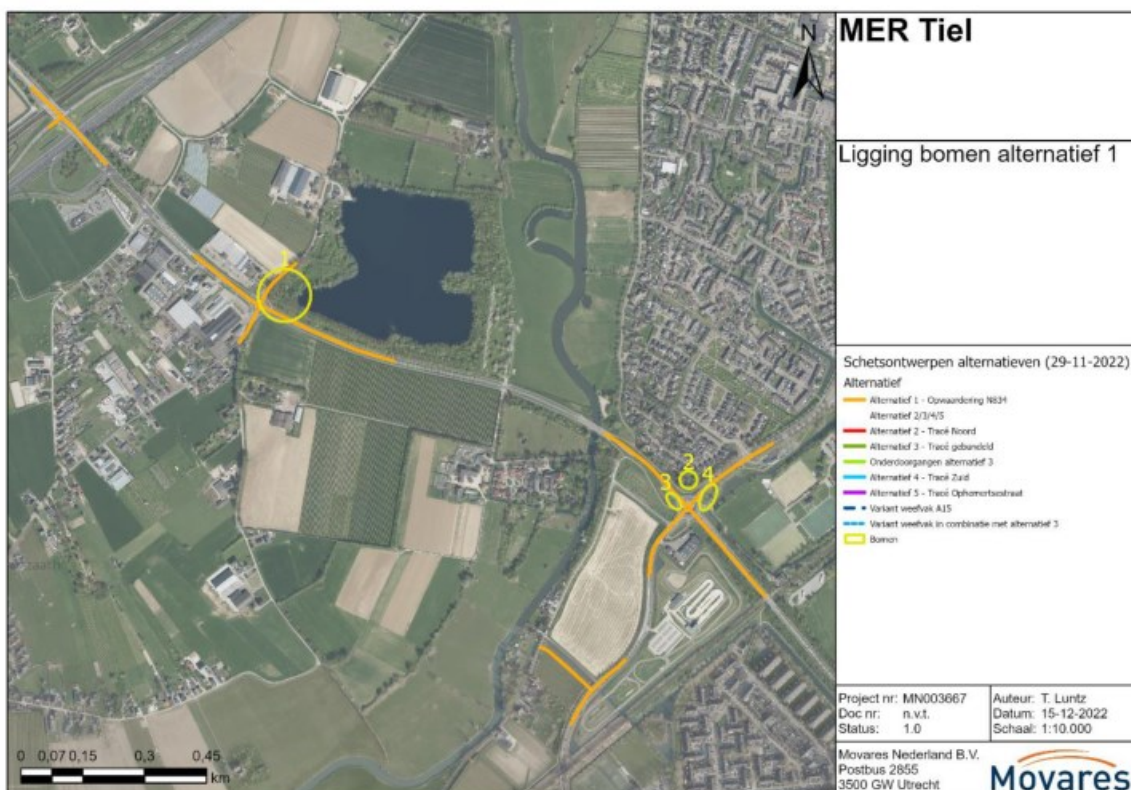 N
MER Tiel
Ligging bomen alternatief 1
1
2
3
4
Schetsontwerpen alternatieven (29-11-2022)
Alternatief
Alternatief 1 - Opwaardering N834
Alternatief 2/3/4/5
Alternatief 2 - Tracé Noord
Alternatief 3 - Tracé gebundeld
Onderdoorgangen alternatief 3
Alternatief 4 - Tracé Zuid
Alternatief 5 - Tracé Ophemertsestraat
Variant weefvak A15
Variant weefvak in combinatie met alternatief 3
Bomen
0 0,07 0,15 0,3 0,45
km
Project nr: MN003667
Doc nr: n.v.t.
Status: 1.0
Auteur: T. Luntz
Datum: 15-12-2022
Schaal: 1:10.000
Movares Nederland B.V.
Postbus 2855
3500 GW Utrecht
Movares